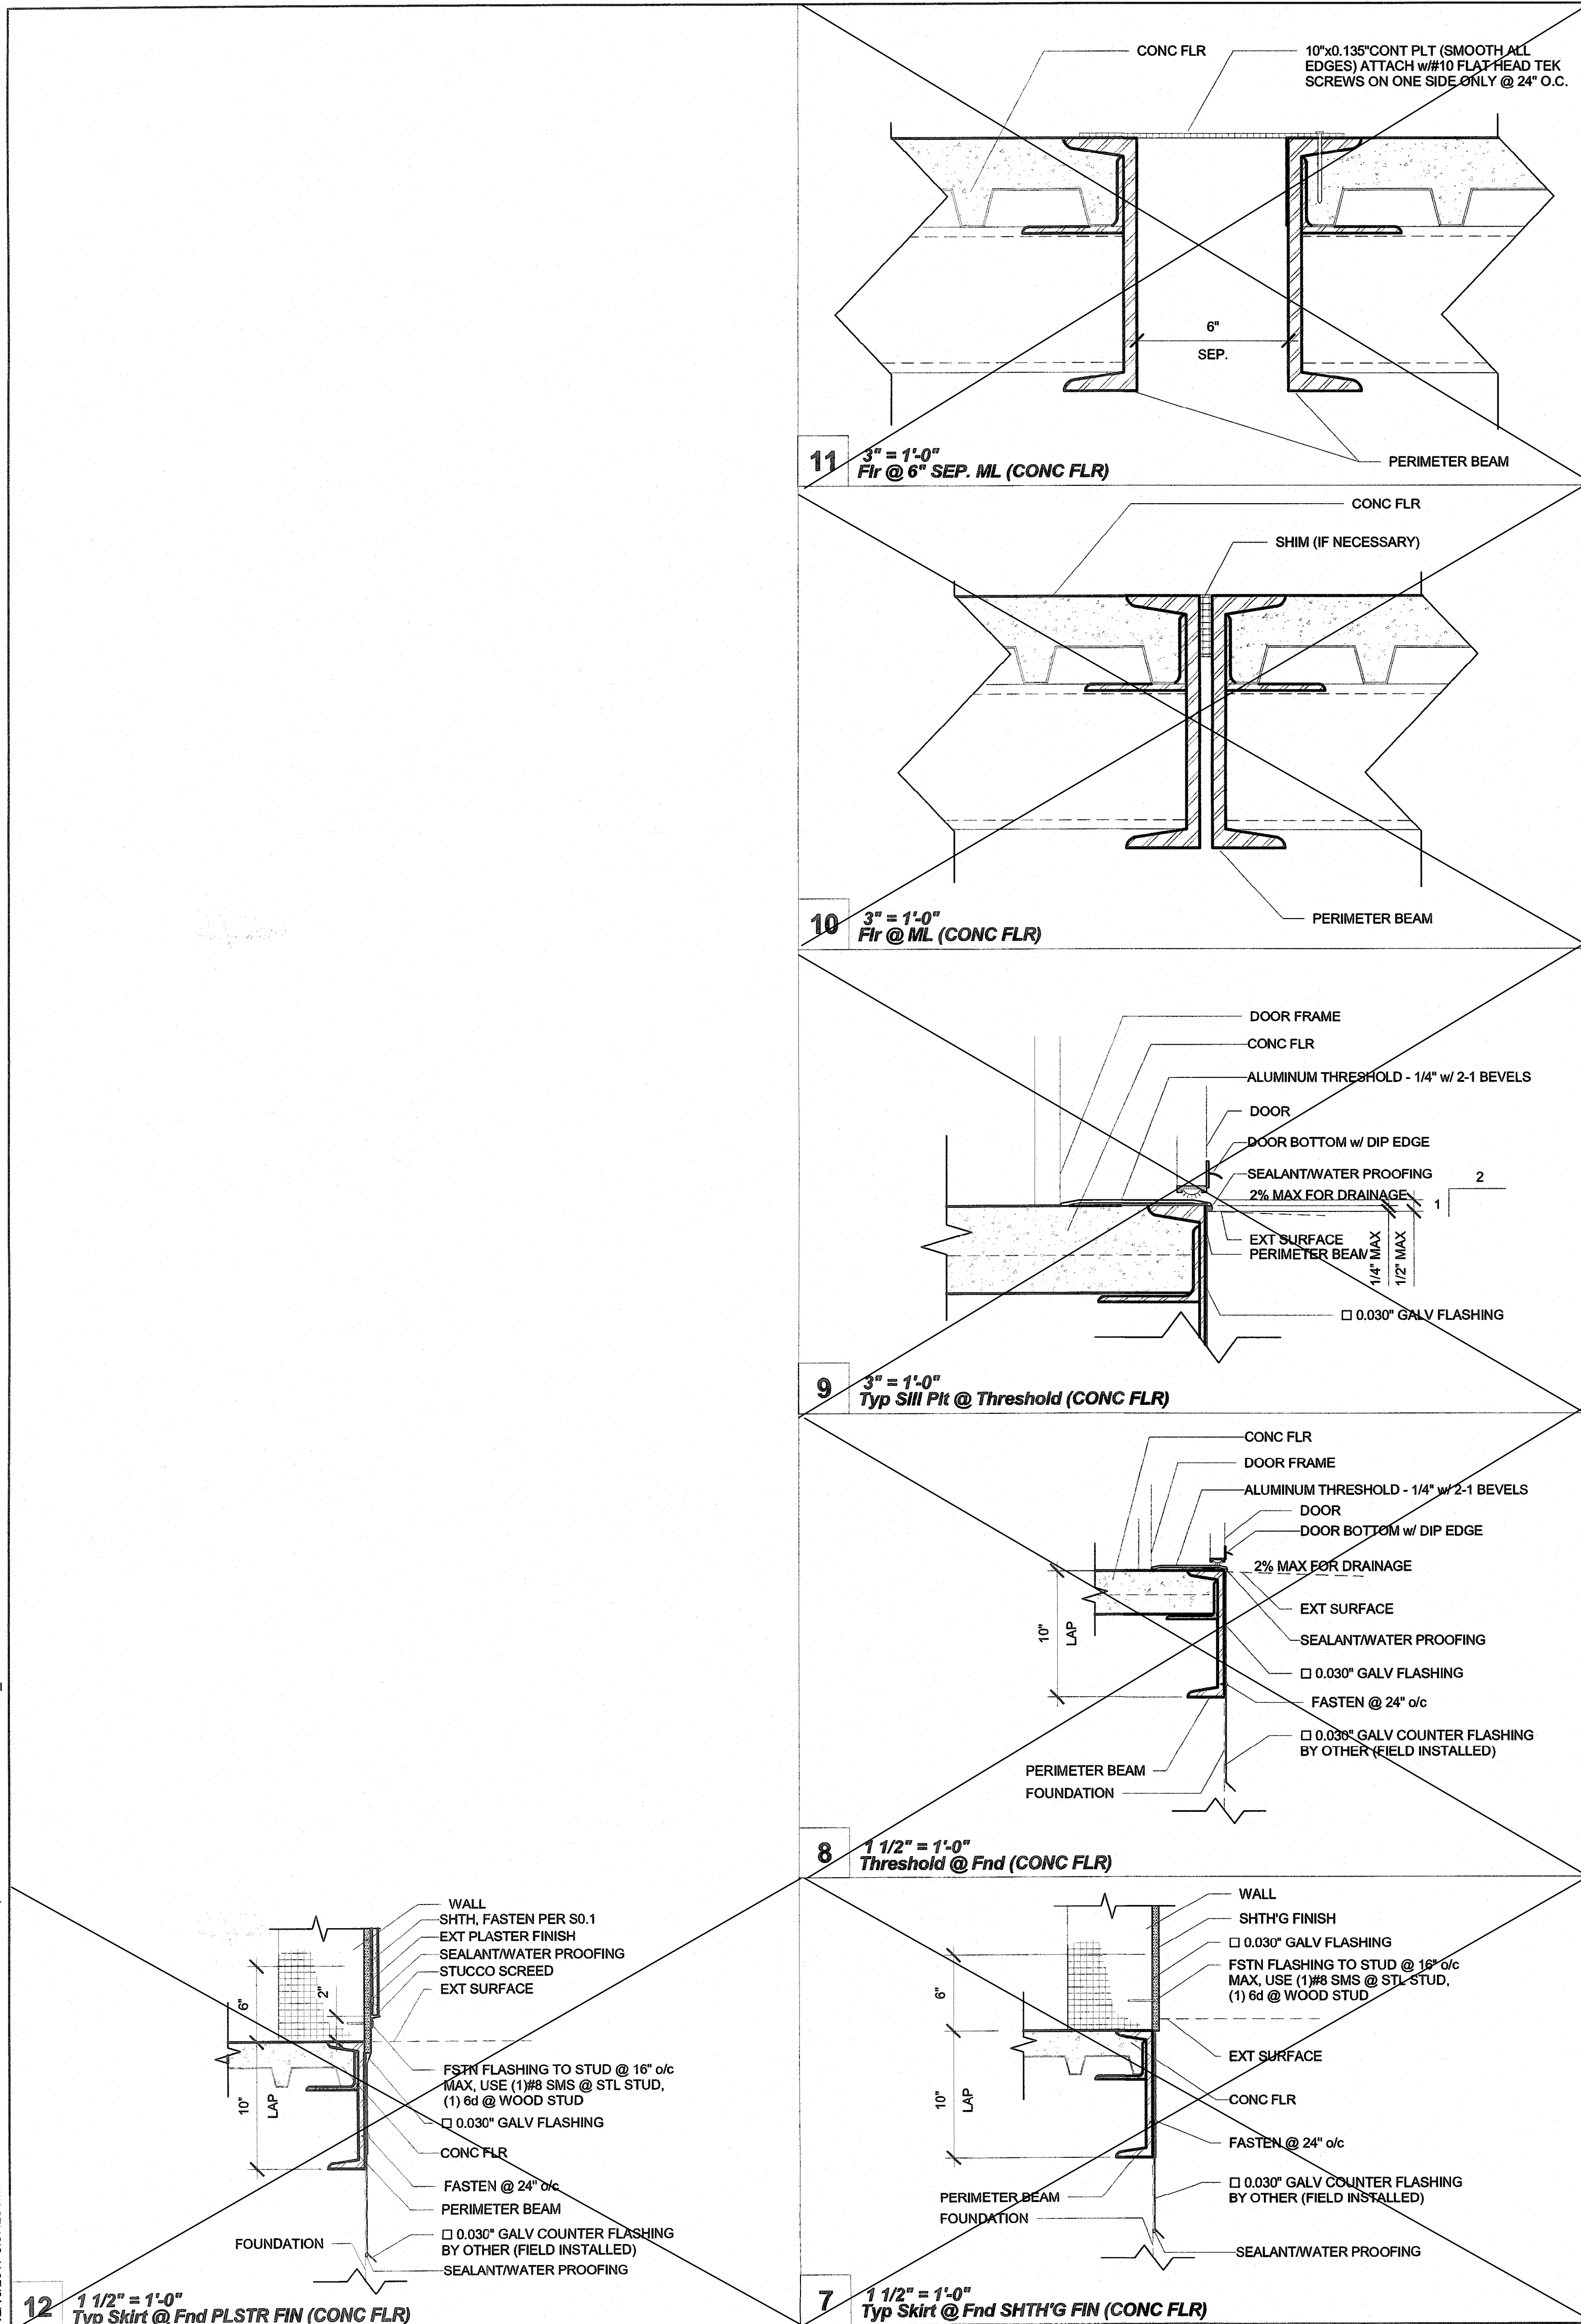 CONC FLR
10"x0.135"CONT PLT (SMOOTH ALL
EDGES) ATTACH w/#10 FLAT HEAD TEK
SCREWS ON ONE SIDE ONLY @ 24" O.C.
6"
SEP.
PERIMETER BEAM
11
3" = 1'-0"
Flr @ 6" SEP. ML (CONC FLR)
CONC FLR
SHIM (IF NECESSARY)
PERIMETER BEAM
10
3" = 1'-0"
Flr @ ML (CONC FLR)
DOOR FRAME
CONC FLR
ALUMINUM THRESHOLD - 1/4" w/ 2-1 BEVELS
DOOR
DOOR BOTTOM w/ DIP EDGE
SEALANT/WATER PROOFING
2% MAX FOR DRAINAGE
2
1
EXT SURFACE
PERIMETER BEAM
1/4" MAX
1/2" MAX
□ 0.030" GALV FLASHING
9
3" = 1'-0"
Typ Sill Plt @ Threshold (CONC FLR)
CONC FLR
DOOR FRAME
ALUMINUM THRESHOLD - 1/4" w/ 2-1 BEVELS
DOOR
DOOR BOTTOM w/ DIP EDGE
2% MAX FOR DRAINAGE
EXT SURFACE
10"
LAP
SEALANT/WATER PROOFING
□ 0.030" GALV FLASHING
FASTEN @ 24" o/c
□ 0.030" GALV COUNTER FLASHING
BY OTHER (FIELD INSTALLED)
PERIMETER BEAM
FOUNDATION
8
1 1/2" = 1'-0"
Threshold @ Fnd (CONC FLR)
WALL
SHTH, FASTEN PER S0.1
EXT PLASTER FINISH
SEALANT/WATER PROOFING
STUCCO SCREED
EXT SURFACE
6"
2"
10"
LAP
FSTN FLASHING TO STUD @ 16" o/c
MAX, USE (1)#8 SMS @ STL STUD,
(1) 6d @ WOOD STUD
□ 0.030" GALV FLASHING
CONC FLR
FASTEN @ 24" o/c
PERIMETER BEAM
FOUNDATION
□ 0.030" GALV COUNTER FLASHING
BY OTHER (FIELD INSTALLED)
SEALANT/WATER PROOFING
12
1 1/2" = 1'-0"
Typ Skirt @ Fnd PLSTR FIN (CONC FLR)
WALL
SHTH'G FINISH
□ 0.030" GALV FLASHING
FSTN FLASHING TO STUD @ 16" o/c
MAX, USE (1)#8 SMS @ STL STUD,
(1) 6d @ WOOD STUD
6"
EXT SURFACE
10"
LAP
CONC FLR
FASTEN @ 24" o/c
□ 0.030" GALV COUNTER FLASHING
BY OTHER (FIELD INSTALLED)
PERIMETER BEAM
FOUNDATION
SEALANT/WATER PROOFING
7
1 1/2" = 1'-0"
Typ Skirt @ Fnd SHTH'G FIN (CONC FLR)